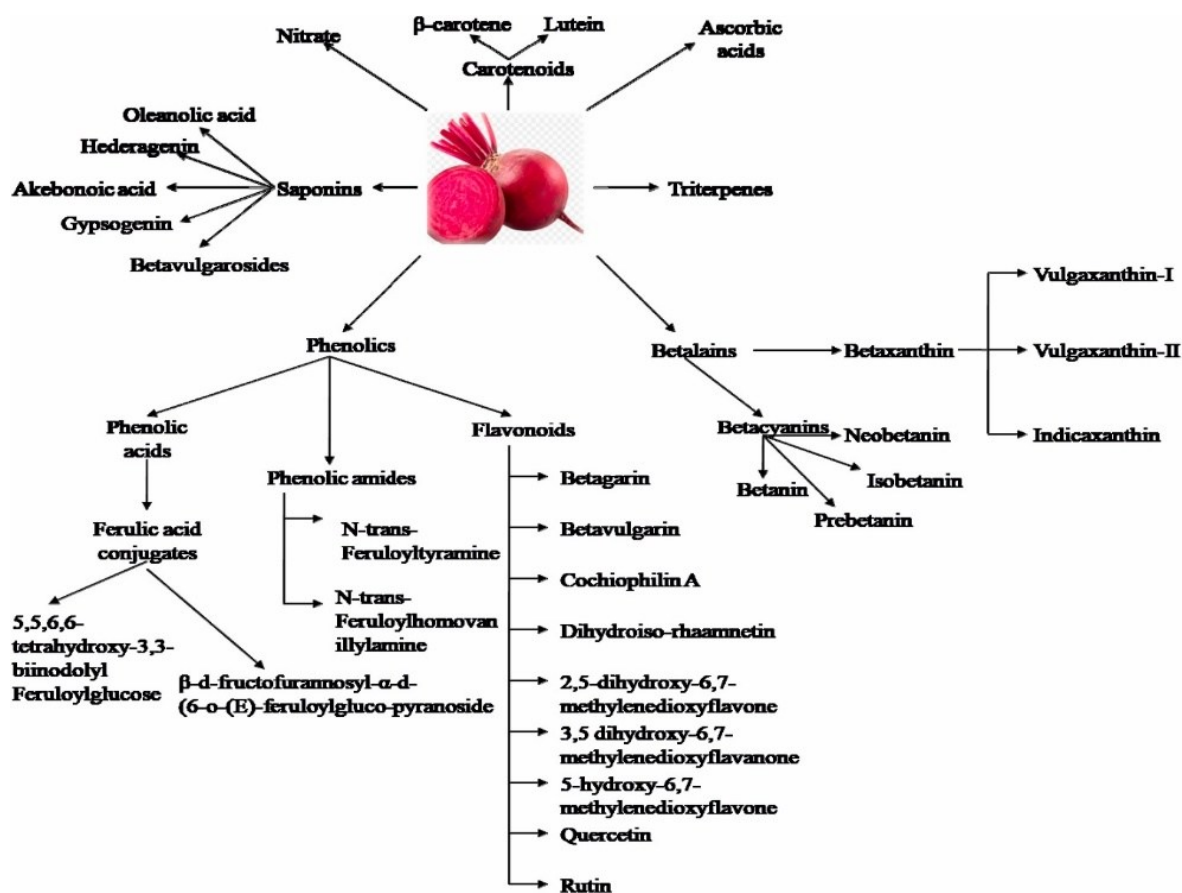 β-carotene
Lutein
Nitrate
Ascorbic
acids
Carotenoids
Oleanolic acid
Hederagenin
Akebonoic acid
Saponins
Triterpenes
Gypsogenin
Betavulgarosides
Vulgaxanthin-I
Phenolics
Betalains
Betaxanthin
Vulgaxanthin-II
Phenolic
acids
Flavonoids
Betacyanins
Neobetanin
Indicaxanthin
Phenolic amides
Betagarin
Betanin
Isobetanin
Prebetanin
Ferulic acid
conjugates
N-trans-
Feruloyltyramine
Betavulgarin
Cochiophilin A
5,5,6,6-
tetrahydroxy-3,3-
biinodolyl
Feruloylglucose
N-trans-
Feruloylhomovan
illylamine
Dihydroiso-rhaamnetin
β-d-fructofurannosyl-α-d-
(6-o-(E)-feruloylgluco-pyranoside
2,5-dihydroxy-6,7-
methylenedioxyflavone
3,5 dihydroxy-6,7-
methylenedioxyflavanone
5-hydroxy-6,7-
methylenedioxyflavone
Quercetin
Rutin